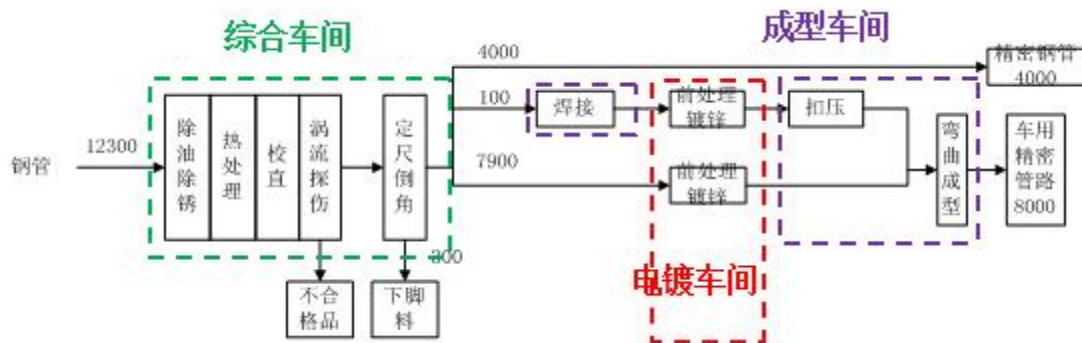 综合车间
成型车间
4000
精密钢管
4000
100
焊接
前处理
镀锌
扣压
12300
钢管
除油除锈
热处理
校直
涡流探伤
定尺倒角
7900
前处理
镀锌
弯曲成型
车用
精密
管路
8000
300
电镀车间
不合
格品
下脚
料